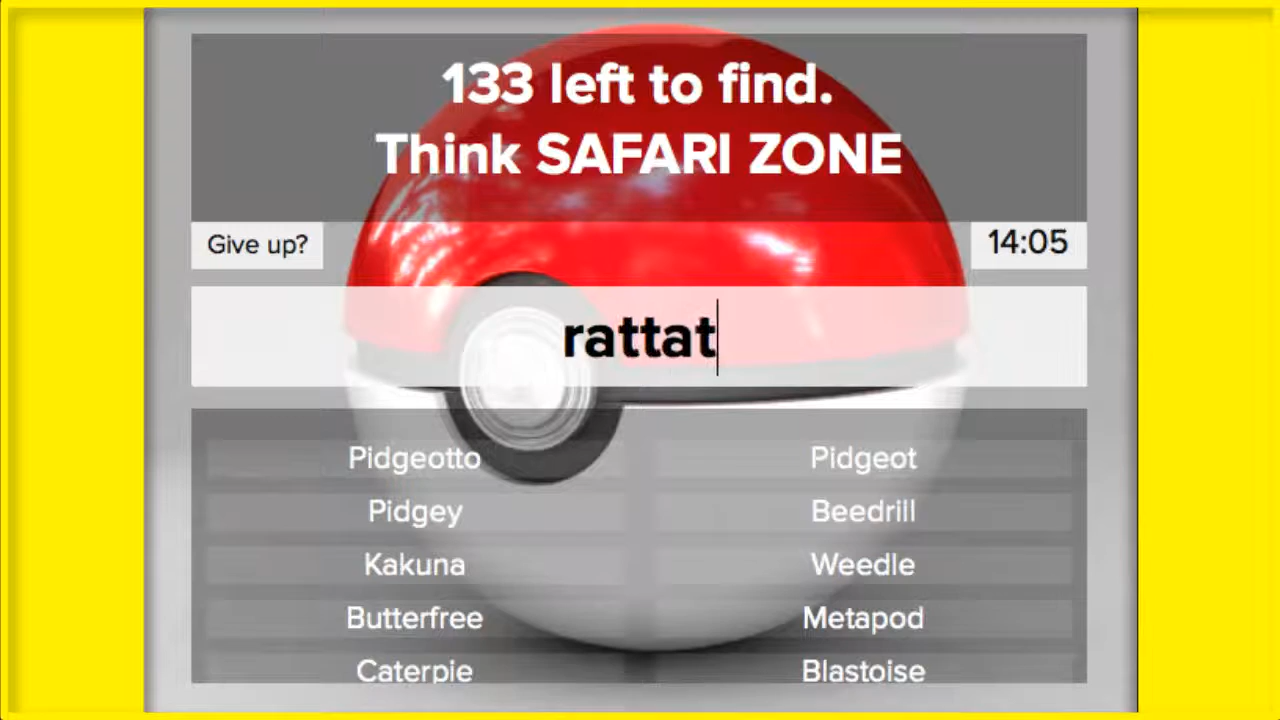 133 left to find.
Think SAFARI ZONE
Give up?
14:05
rattat
Pidgeotto
Pidgeot
Pidgey
Beedrill
Kakuna
Weedle
Butterfree
Metapod
Caterpie
Blastoise